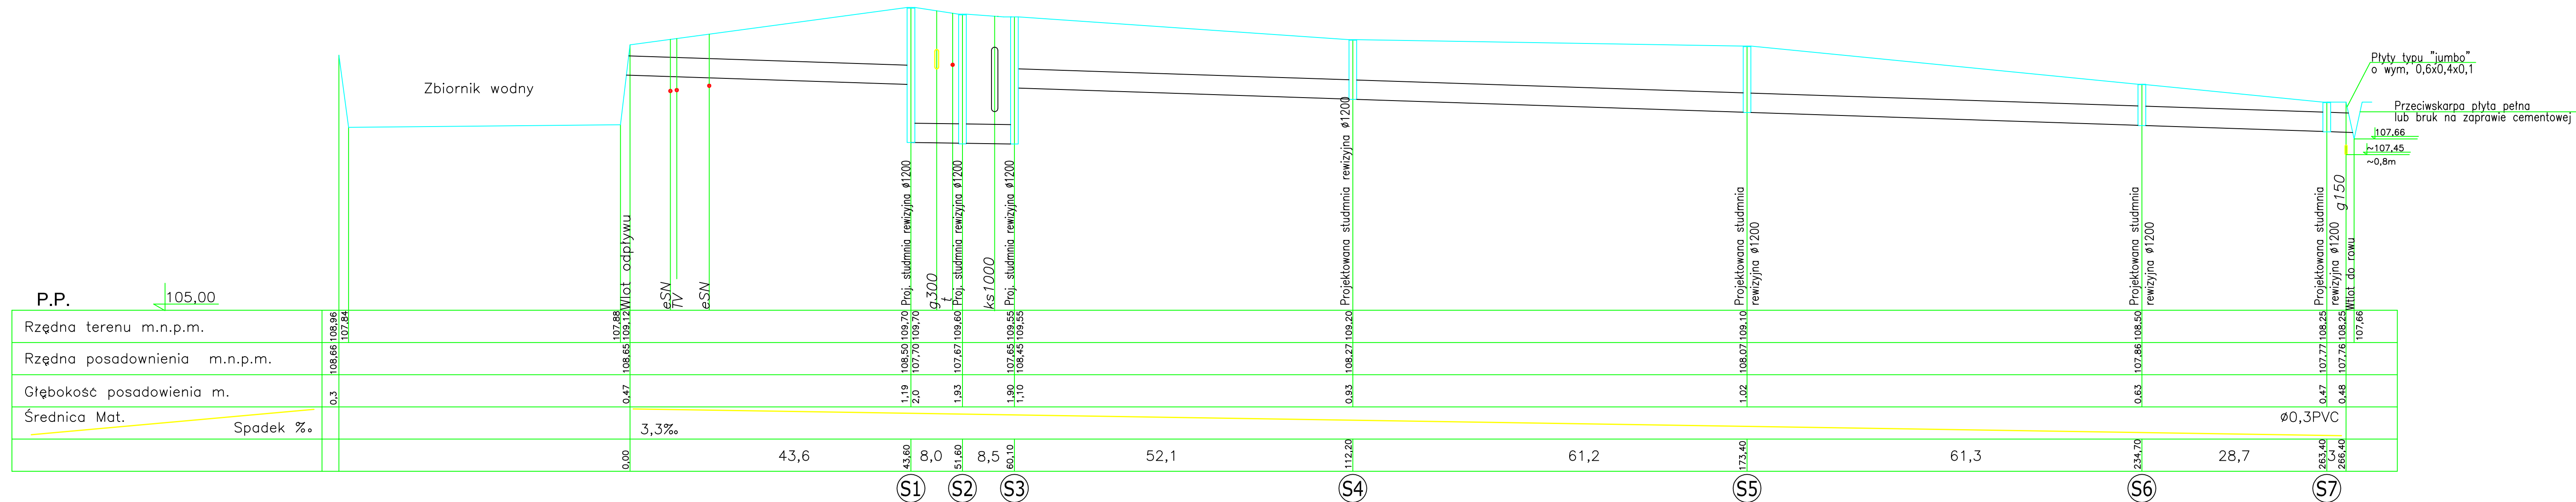 Zbiornik wodny
Płyty typu "jumbo"
o wym, 0,6x0,4x0,1
Przeciwskarpa płyta pełna
lub bruk na zaprawie cementowej
107,66
~107,45
~0,8m
Wlot odpływu
eSN
TV
eSN
Proj. studmnia rewizyjna ø1200
g300
t
Proj. studmnia rewizyjna ø1200
ks1000
Proj. studmnia rewizyjna ø1200
Projektowana studmnia rewizyjna ø1200
Projektowana studmnia
rewizyjna ø1200
Projektowana studmnia
rewizyjna ø1200
Projektowana studmnia
rewizyjna ø1200
g150
Wtlot do rowu
P.P.
105,00
Rzędna terenu m.n.p.m.
108,96
107,84
107,88
109,12
109,70
109,70
109,60
109,55
109,55
109,20
109,10
108,50
108,25
108,25
107,66
Rzędna posadownienia m.n.p.m.
108,66
108,65
108,50
107,70
107,67
107,65
108,45
108,27
108,07
107,86
107,77
107,76
Głębokość posadowienia m.
0,3
0,47
1,19
2,0
1,93
1,90
1,10
0,93
1,02
0,63
0,47
0,48
Średnica Mat.
Spadek ‰
3,3‰
ø0,3PVC
0,00
43,6
43,60
8,0
51,60
8,5
60,10
52,1
112,20
61,2
173,40
61,3
234,70
28,7
263,40
3
266,40
S1
S2
S3
S4
S5
S6
S7